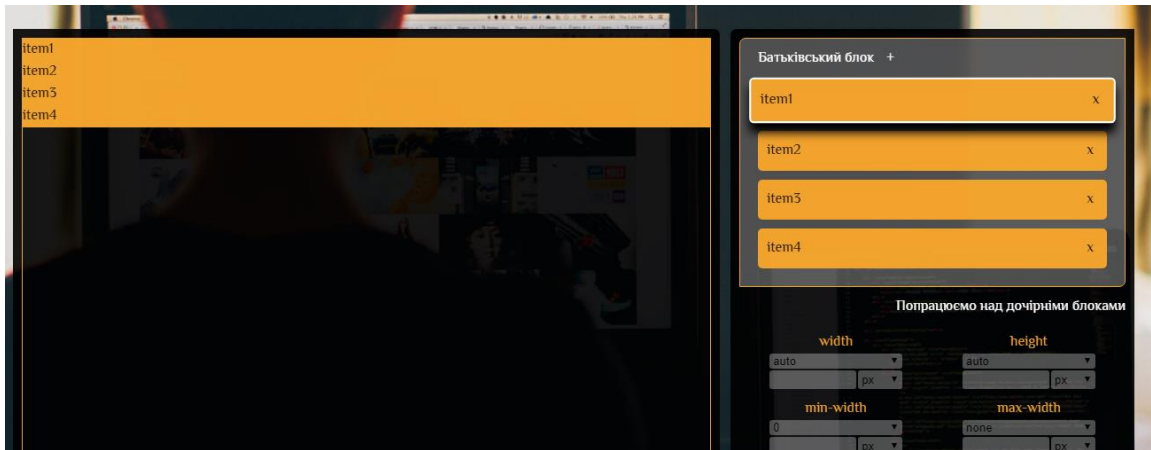 item1
item2
item3
item4
Батьківський блок +
item1 x
item2 x
item3 x
item4 x
Попрацюємо над дочірніми блоками
width height
auto auto
px px
min-width max-width
0 none
px px